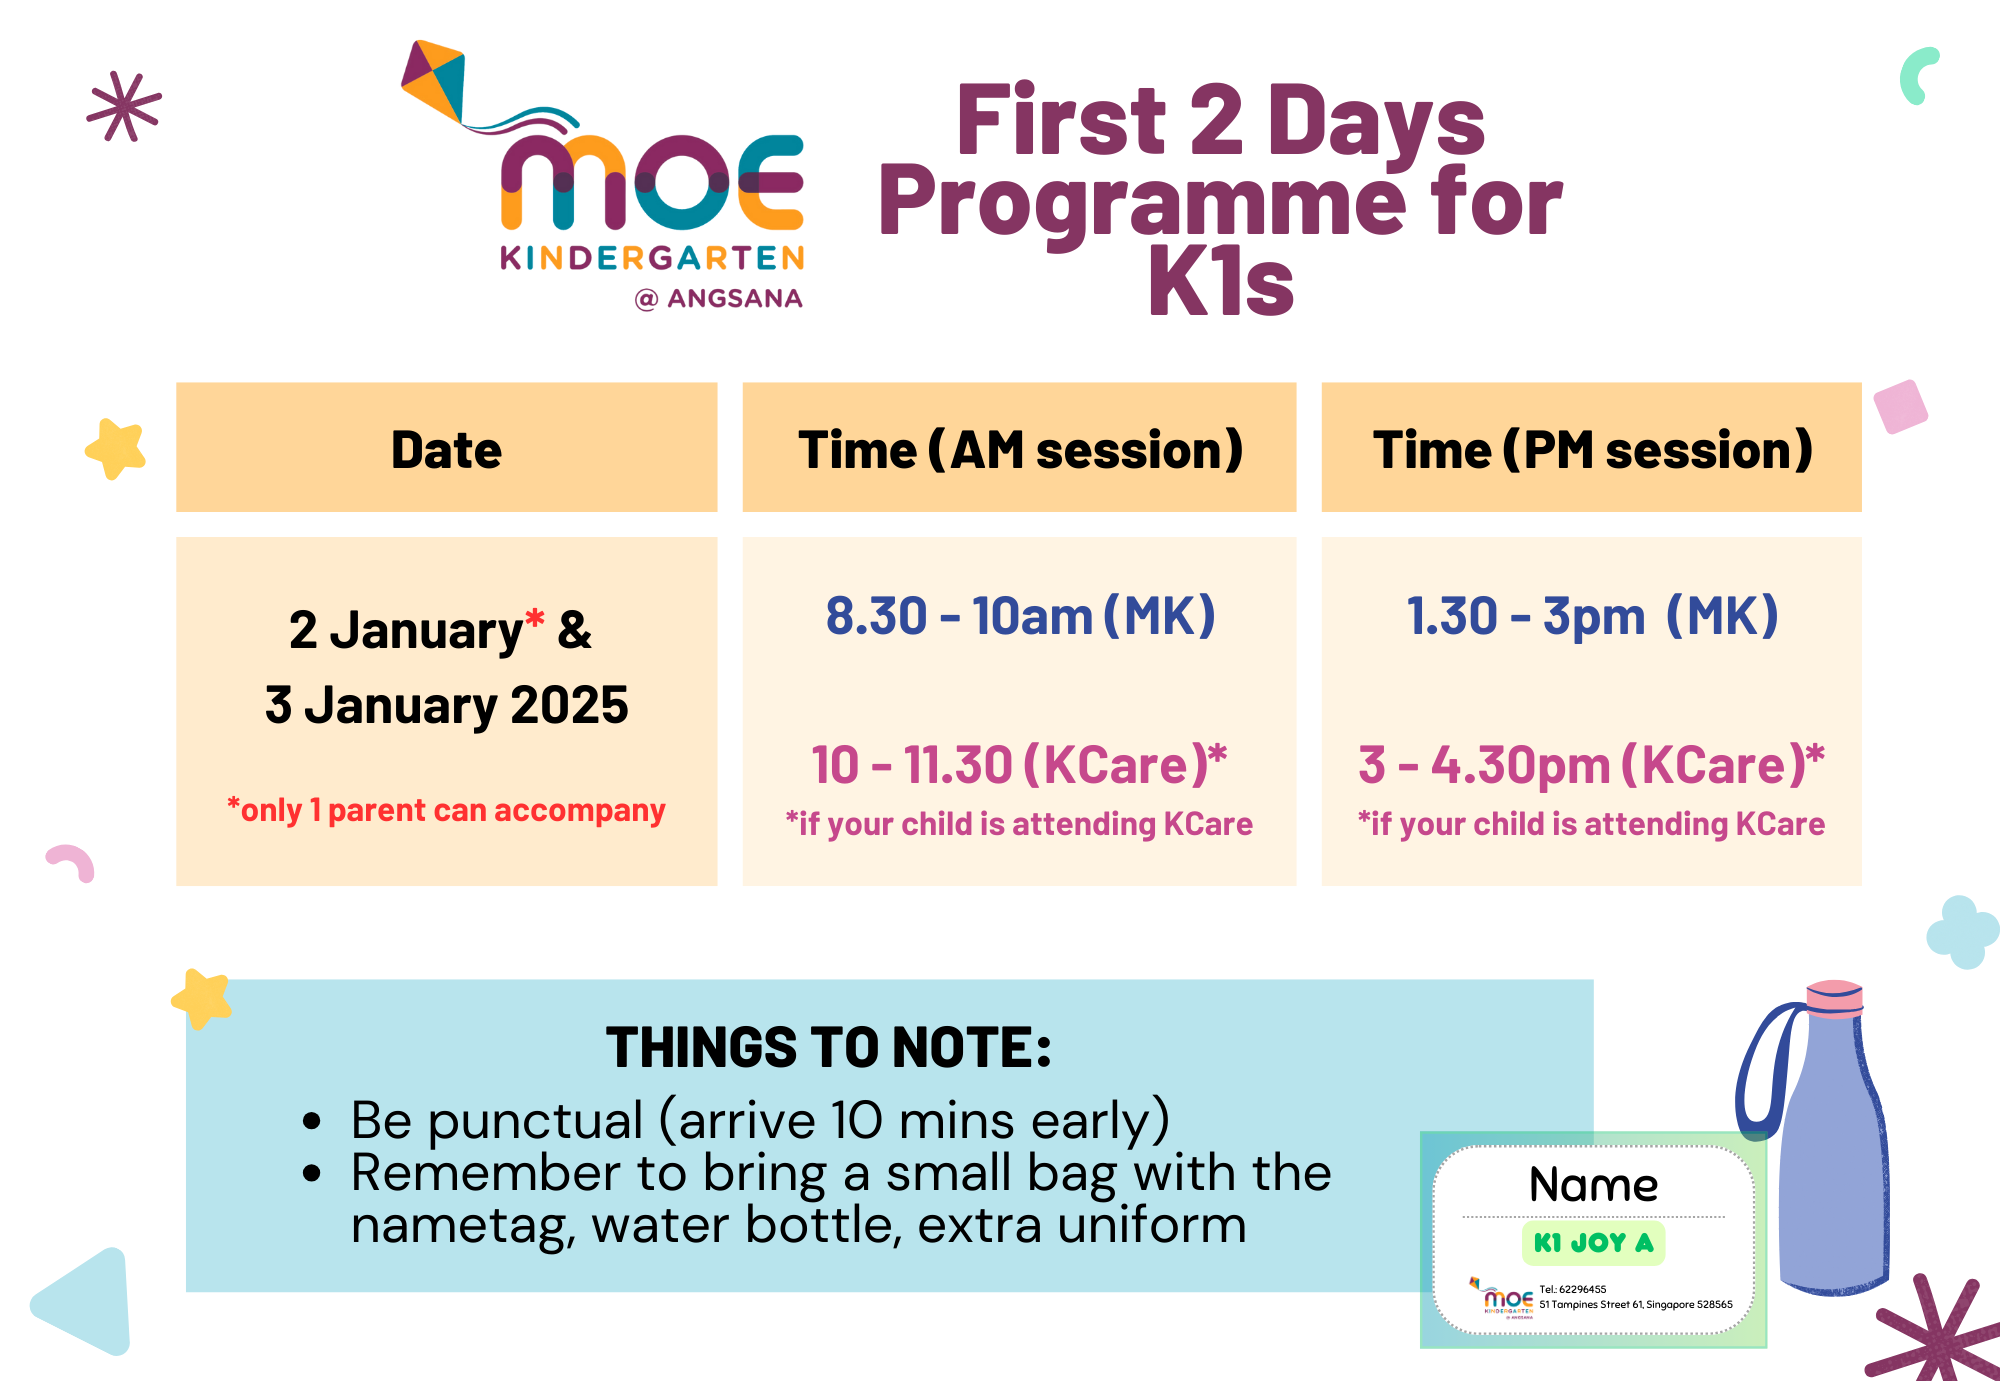 MOE
KINDERGARTEN
@ ANGSANA
First 2 Days
Programme for
K1s
Date
Time (AM session)
Time (PM session)
2 January* &
3 January 2025
*only 1 parent can accompany
8.30 - 10am (MK)
10 - 11.30 (KCare)*
*if your child is attending KCare
1.30 - 3pm (MK)
3 - 4.30pm (KCare)*
*if your child is attending KCare
THINGS TO NOTE:
• Be punctual (arrive 10 mins early)
• Remember to bring a small bag with the
nametag, water bottle, extra uniform
Name
K1 JOY A
MOE
KINDERGARTEN
@ ANGSANA
Tel.: 62296455
51 Tampines Street 61, Singapore 528565